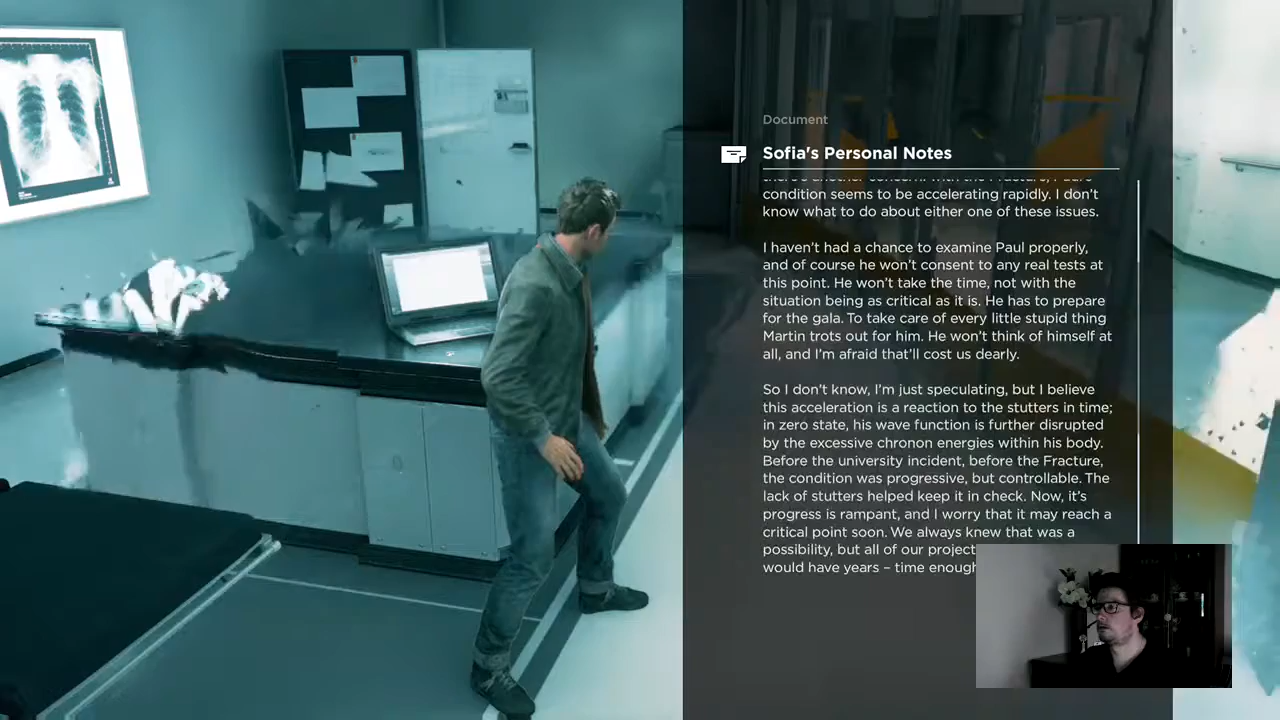 Document
Sofia's Personal Notes
condition seems to be accelerating rapidly. I don't
know what to do about either one of these issues.
I haven't had a chance to examine Paul properly,
and of course he won't consent to any real tests at
this point. He won't take the time, not with the
situation being as critical as it is. He has to prepare
for the gala. To take care of every little stupid thing
Martin trots out for him. He won't think of himself at
all, and I'm afraid that'll cost us dearly.
So I don't know, I'm just speculating, but I believe
this acceleration is a reaction to the stutters in time;
in zero state, his wave function is further disrupted
by the excessive chronon energies within his body.
Before the university incident, before the Fracture,
the condition was progressive, but controllable. The
lack of stutters helped keep it in check. Now, it's
progress is rampant, and I worry that it may reach a
critical point soon. We always knew that was a
possibility, but all of our project
would have years – time enough